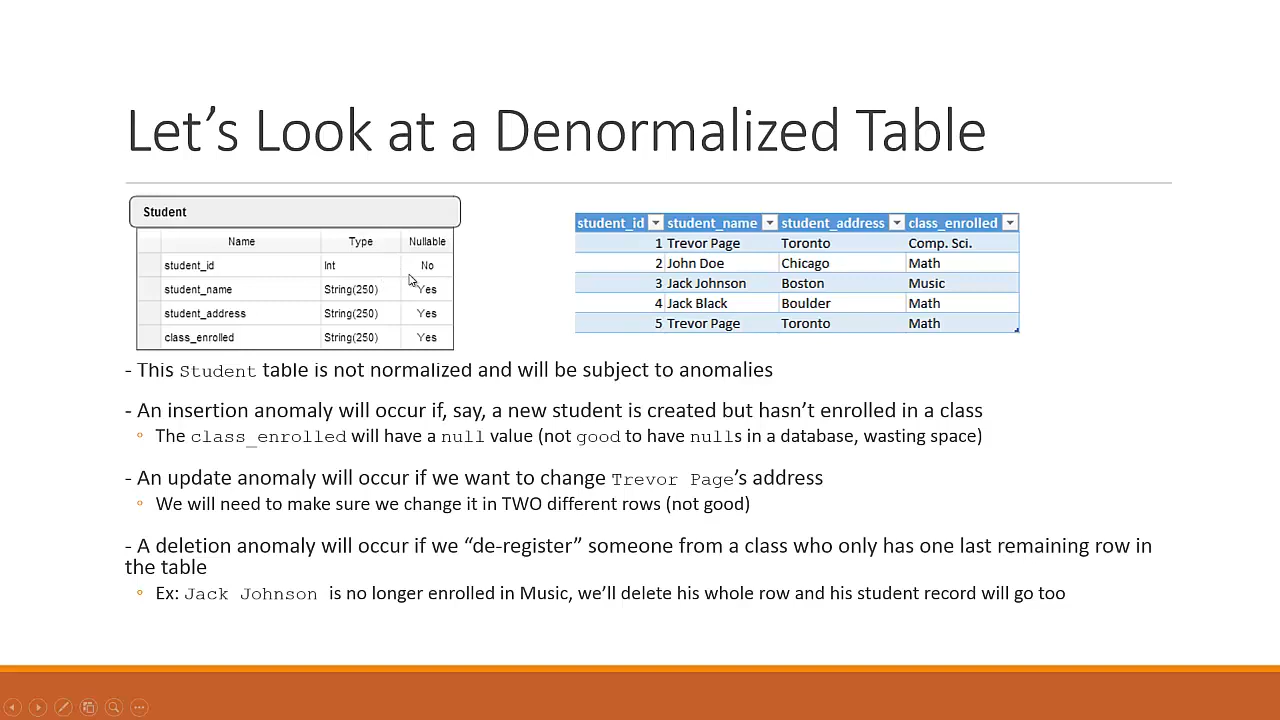 Let's Look at a Denormalized Table
Student
Name Type Nullable
student_id Int No
student_name String(250) Yes
student_address String(250) Yes
class_enrolled String(250) Yes
student_id student_name student_address class_enrolled
1 Trevor Page Toronto Comp. Sci.
2 John Doe Chicago Math
3 Jack Johnson Boston Music
4 Jack Black Boulder Math
5 Trevor Page Toronto Math
- This Student table is not normalized and will be subject to anomalies
- An insertion anomaly will occur if, say, a new student is created but hasn't enrolled in a class
◦ The class_enrolled will have a null value (not good to have nulls in a database, wasting space)
- An update anomaly will occur if we want to change Trevor Page's address
◦ We will need to make sure we change it in TWO different rows (not good)
- A deletion anomaly will occur if we “de-register” someone from a class who only has one last remaining row in
the table
◦ Ex: Jack Johnson is no longer enrolled in Music, we'll delete his whole row and his student record will go too